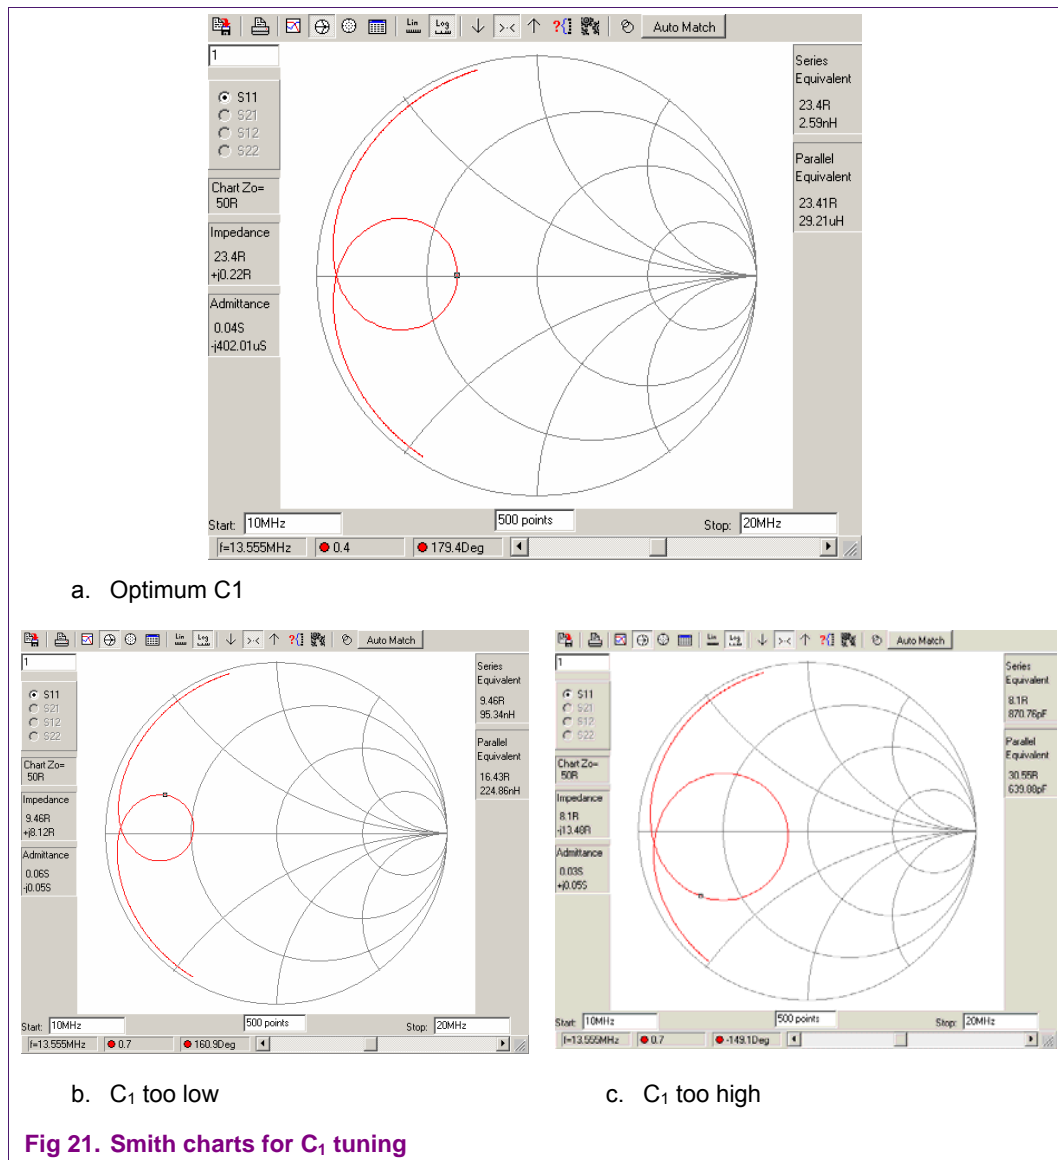 Lin Log ?{ Auto Match
1
S11
S21
S12
S22
Chart Zo=
50R
Impedance
23.4R
+j0.22R
Admittance
0.04S
-j402.01uS
Series
Equivalent
23.4R
2.59nH
Parallel
Equivalent
23.41R
29.21uH
Start: 10MHz 500 points Stop: 20MHz
f=13.555MHz 0.4 179.4Deg
a. Optimum C1
Lin Log ?{ Auto Match
1
S11
S21
S12
S22
Chart Zo=
50R
Impedance
9.46R
+j8.12R
Admittance
0.06S
-j0.05S
Series
Equivalent
9.46R
95.34nH
Parallel
Equivalent
16.43R
224.86nH
Start: 10MHz 500 points Stop: 20MHz
f=13.555MHz 0.7 160.9Deg
b. C₁ too low
Lin Log ?{ Auto Match
1
S11
S21
S12
S22
Chart Zo=
50R
Impedance
8.1R
-j13.48R
Admittance
0.03S
+j0.05S
Series
Equivalent
8.1R
870.76pF
Parallel
Equivalent
30.55R
639.80pF
Start: 10MHz 500 points Stop: 20MHz
f=13.555MHz 0.7 -149.1Deg
c. C₁ too high
Fig 21. Smith charts for C₁ tuning